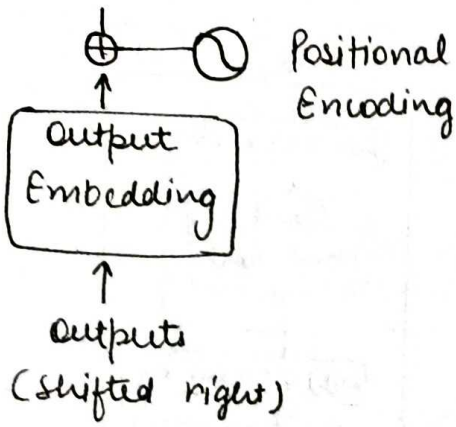 Positional
Encoding
Output
Embedding
Outputs
(shifted right)